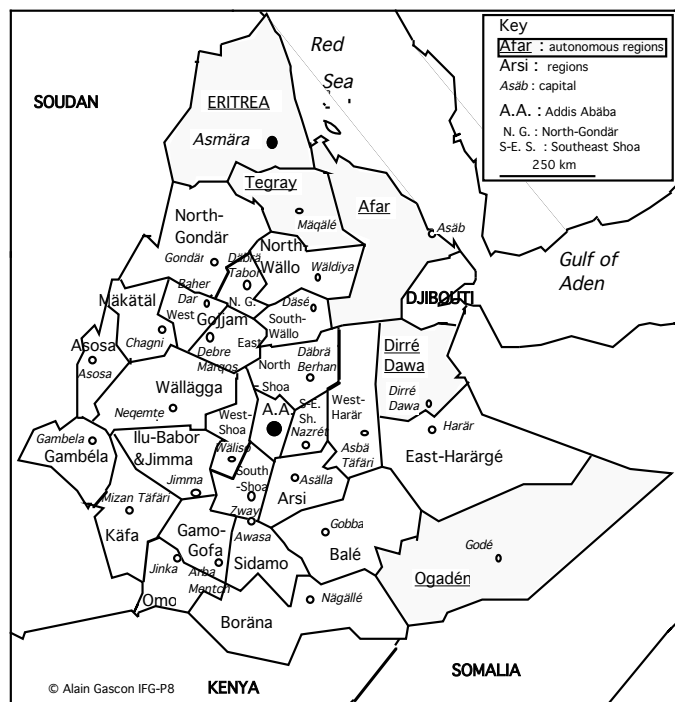 Key
Afar : autonomous regions
Arsi : regions
Asäb : capital
A.A. : Addis Abäba
N. G. : North-Gondär
S-E. S. : Southeast Shoa
250 km
Red
Sea
SOUDAN
ERITREA
Asmära
Tegray
Mäqälé
Afar
Asäb
Gulf of
Aden
DJIBOUTI
North-
Gondär
Gondär
Däbrä
Tabor
N. G.
North-
Wällo
Wäldiya
Baher
Dar
West
Gojjam
East
Debre
Marqos
Däsé
South-
Wällo
Mäkätäl
Chagni
Asosa
Asosa
Dirré
Dawa
Dirré
Dawa
Däbrä
Berhan
North
-Shoa
Wällägga
Neqemte
West-
Shoa
Wäliso
A.A.
S-E.
Sh.
Nazrét
West-
Harär
Asbä
Täfäri
Harär
East-Harärgé
Gambela
Gambéla
Ilu-Babor
&Jimma
Jimma
South
-Shoa
Zway
Asälla
Arsi
Mizan Täfäri
Käfa
Gamo-
Gofa
Arba
Mentch
Awasa
Sidamo
Gobba
Balé
Godé
Ogadén
Jinka
Omo
Nägällé
Boräna
SOMALIA
KENYA
© Alain Gascon IFG-P8